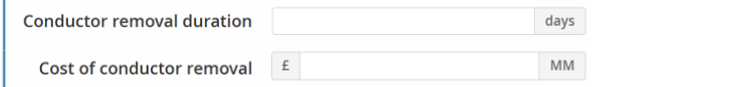 Conductor removal duration days
Cost of conductor removal £ MM